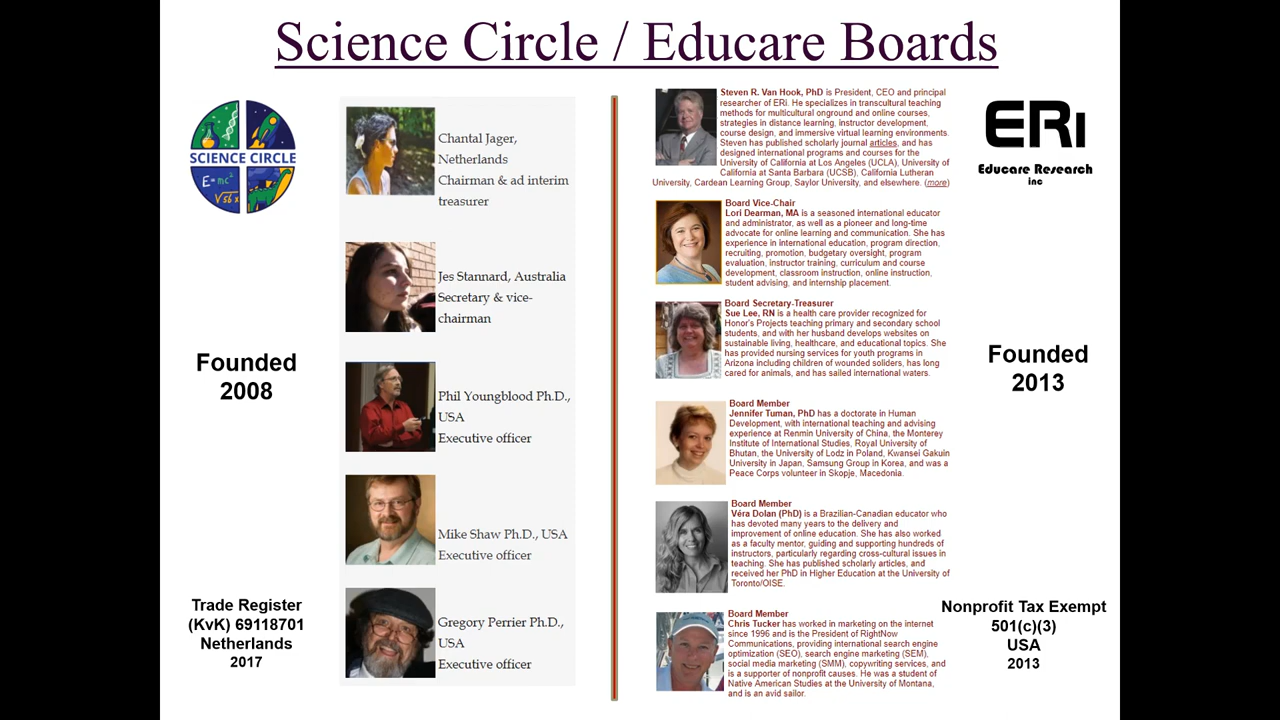 Science Circle / Educare Boards
SCIENCE CIRCLE
E=mc²
√56 x
Founded
2008
Trade Register
(KvK) 69118701
Netherlands
2017
Chantal Jager,
Netherlands
Chairman & ad interim
treasurer
Jes Stannard, Australia
Secretary & vice-
chairman
Phil Youngblood Ph.D.,
USA
Executive officer
Mike Shaw Ph.D., USA
Executive officer
Gregory Perrier Ph.D.,
USA
Executive officer
Steven R. Van Hook, PhD is President, CEO and principal
researcher of ERi. He specializes in transcultural teaching
methods for multicultural onground and online courses,
strategies in distance learning, instructor development,
course design, and immersive virtual learning environments.
Steven has published scholarly journal articles, and has
designed international programs and courses for the
University of California at Los Angeles (UCLA), University of
California at Santa Barbara (UCSB), California Lutheran
University, Cardean Learning Group, Saylor University, and elsewhere. (more)
Board Vice-Chair
Lori Dearman, MA is a seasoned international educator
and administrator, as well as a pioneer and long-time
advocate for online learning and communication. She has
experience in international education, program direction,
recruiting, promotion, budgetary oversight, program
evaluation, instructor training, curriculum and course
development, classroom instruction, online instruction,
student advising, and internship placement.
Board Secretary-Treasurer
Sue Lee, RN is a health care provider recognized for
Honor's Projects teaching primary and secondary school
students, and with her husband develops websites on
sustainable living, healthcare, and educational topics. She
has provided nursing services for youth programs in
Arizona including children of wounded soliders, has long
cared for animals, and has sailed international waters.
Board Member
Jennifer Tuman, PhD has a doctorate in Human
Development, with international teaching and advising
experience at Renmin University of China, the Monterey
Institute of International Studies, Royal University of
Bhutan, the University of Lodz in Poland, Kwansei Gakuin
University in Japan, Samsung Group in Korea, and was a
Peace Corps volunteer in Skopje, Macedonia.
Board Member
Véra Dolan (PhD) is a Brazilian-Canadian educator who
has devoted many years to the delivery and
improvement of online education. She has also worked
as a faculty mentor, guiding and supporting hundreds of
instructors, particularly regarding cross-cultural issues in
teaching. She has published scholarly articles, and
received her PhD in Higher Education at the University of
Toronto/OISE.
Board Member
Chris Tucker has worked in marketing on the internet
since 1996 and is the President of RightNow
Communications, providing international search engine
optimization (SEO), search engine marketing (SEM),
social media marketing (SMM), copywriting services, and
is a supporter of nonprofit causes. He was a student of
Native American Studies at the University of Montana,
and is an avid sailor.
ERi
Educare Research
inc
Founded
2013
Nonprofit Tax Exempt
501(c)(3)
USA
2013